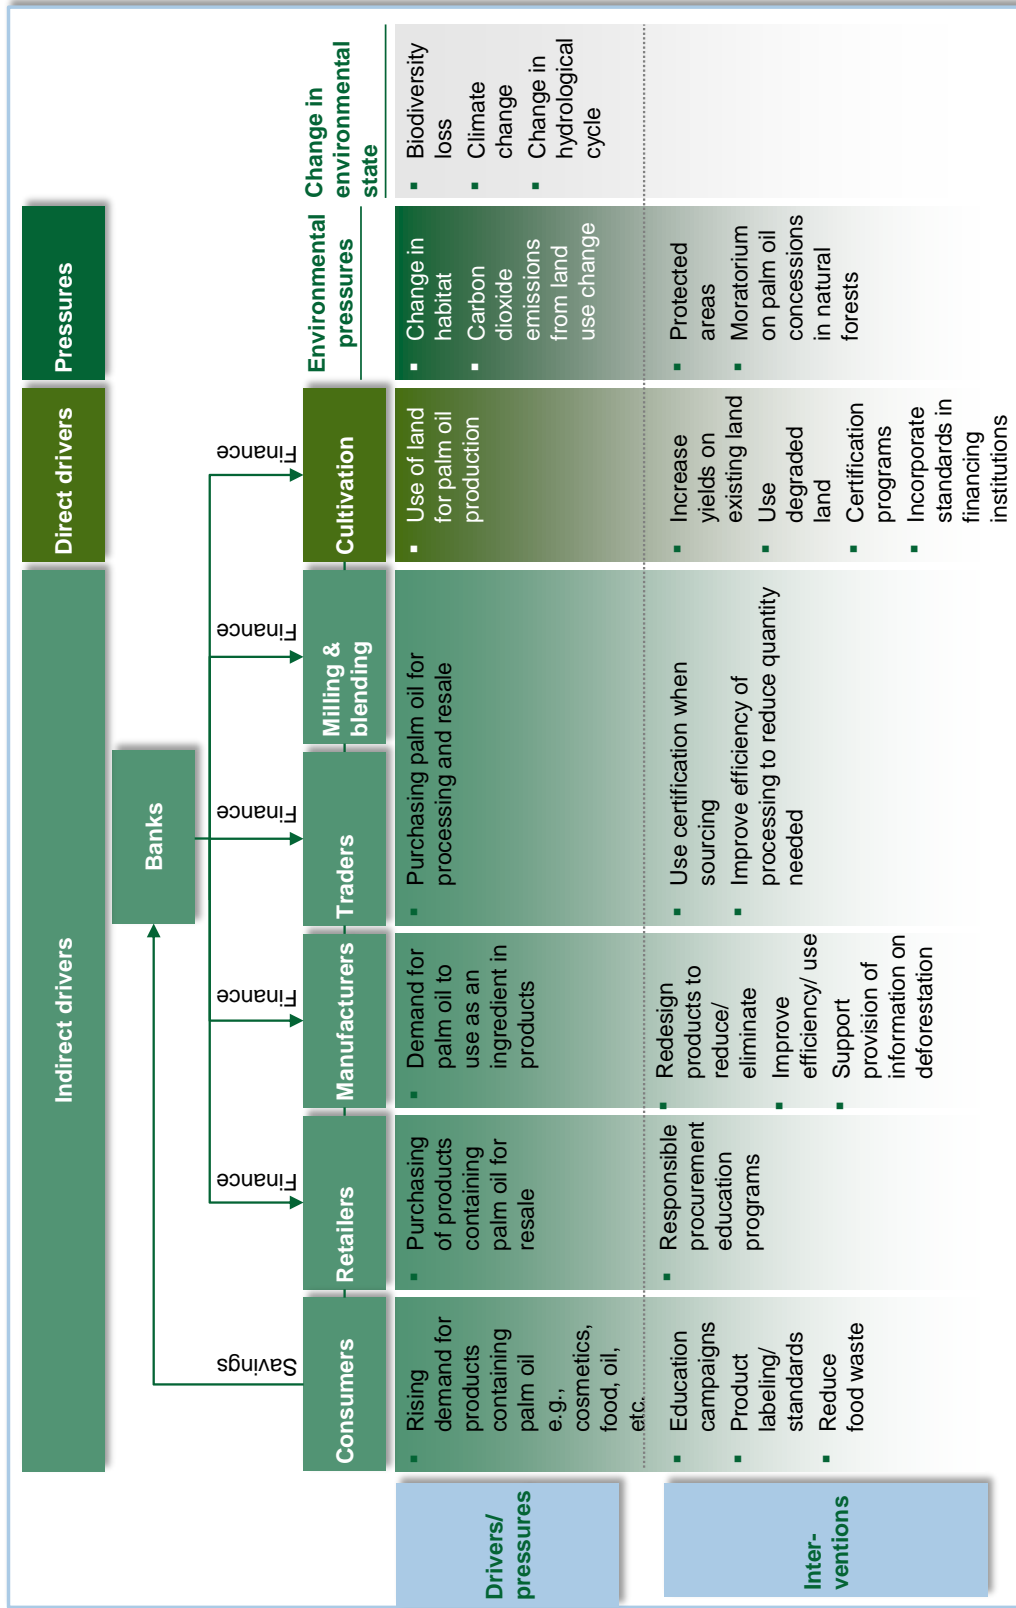 Indirect drivers
Direct drivers
Pressures
Banks
Savings
Finance
Finance
Finance
Finance
Finance
Consumers
Retailers
Manufacturers
Traders
Milling &
blending
Cultivation
Environmental
pressures
Change in
environmental
state
Drivers/
pressures
▪ Rising
demand for
products
containing
palm oil
e.g.,
cosmetics,
food, oil,
etc.
▪ Purchasing
of products
containing
palm oil for
resale
▪ Demand for
palm oil to
use as an
ingredient in
products
▪ Purchasing palm oil for
processing and resale
▪ Use of land
for palm oil
production
▪ Change in
habitat
▪ Carbon
dioxide
emissions
from land
use change
▪ Biodiversity
loss
▪ Climate
change
▪ Change in
hydrological
cycle
Inter-
ventions
▪ Education
campaigns
▪ Product
labeling/
standards
▪ Reduce
food waste
▪ Responsible
procurement
education
programs
▪ Redesign
products to
reduce/
eliminate
▪ Improve
efficiency/ use
▪ Support
provision of
information on
deforestation
▪ Use certification when
sourcing
▪ Improve efficiency of
processing to reduce quantity
needed
▪ Increase
yields on
existing land
▪ Use
degraded
land
▪ Certification
programs
▪ Incorporate
standards in
financing
institutions
▪ Protected
areas
▪ Moratorium
on palm oil
concessions
in natural
forests